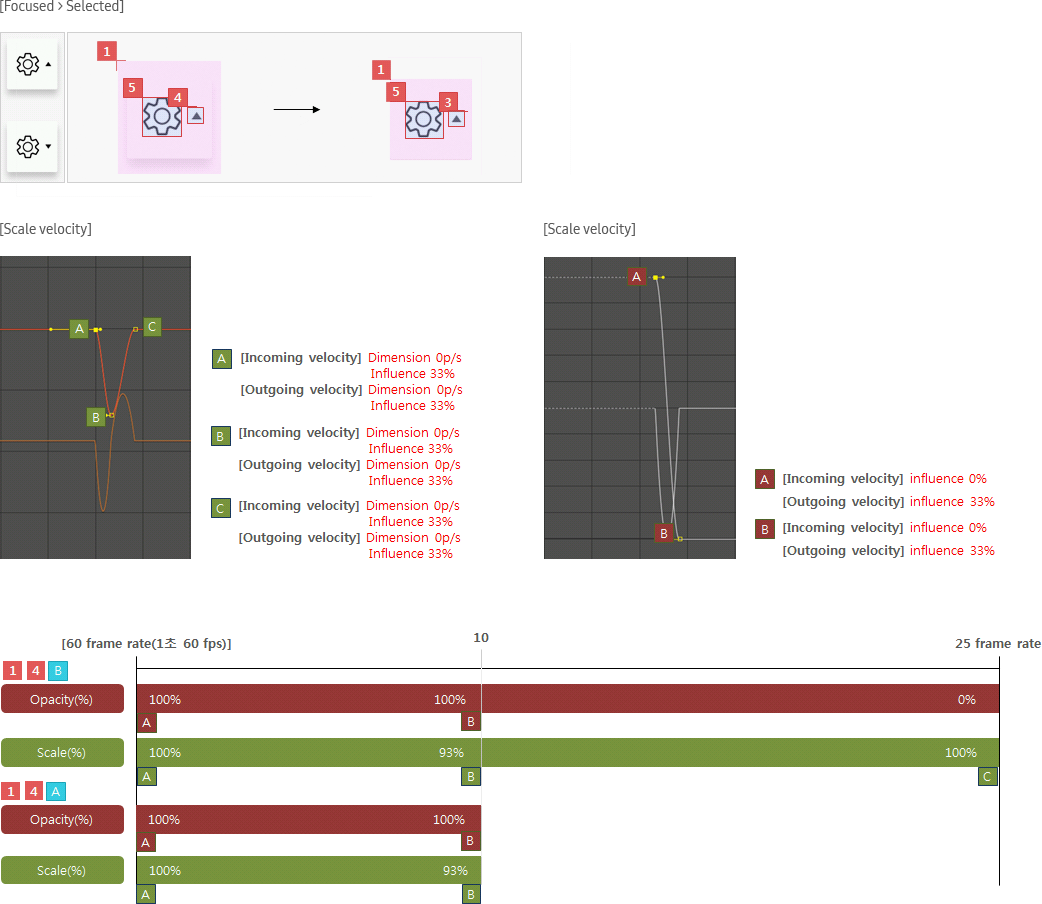 [Focused > Selected]
1
5
4
1
5
3
[Scale velocity]
A
C
B
A [Incoming velocity] Dimension 0p/s
Influence 33%
[Outgoing velocity] Dimension 0p/s
Influence 33%
B [Incoming velocity] Dimension 0p/s
Influence 33%
[Outgoing velocity] Dimension 0p/s
Influence 33%
C [Incoming velocity] Dimension 0p/s
Influence 33%
[Outgoing velocity] Dimension 0p/s
Influence 33%
[Scale velocity]
A
B
A [Incoming velocity] influence 0%
[Outgoing velocity] influence 33%
B [Incoming velocity] influence 0%
[Outgoing velocity] influence 33%
[60 frame rate(1초 60 fps)] 10 25 frame rate
1 4 B
Opacity(%) 100% 100% 0%
A B
Scale(%) 100% 93% 100%
A B C
1 4 A
Opacity(%) 100% 100%
A B
Scale(%) 100% 93%
A B